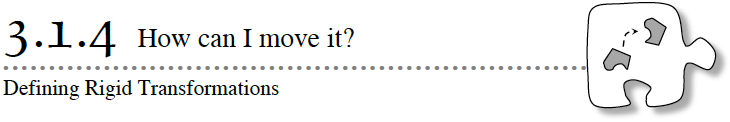 3.1.4 How can I move it?
Defining Rigid Transformations